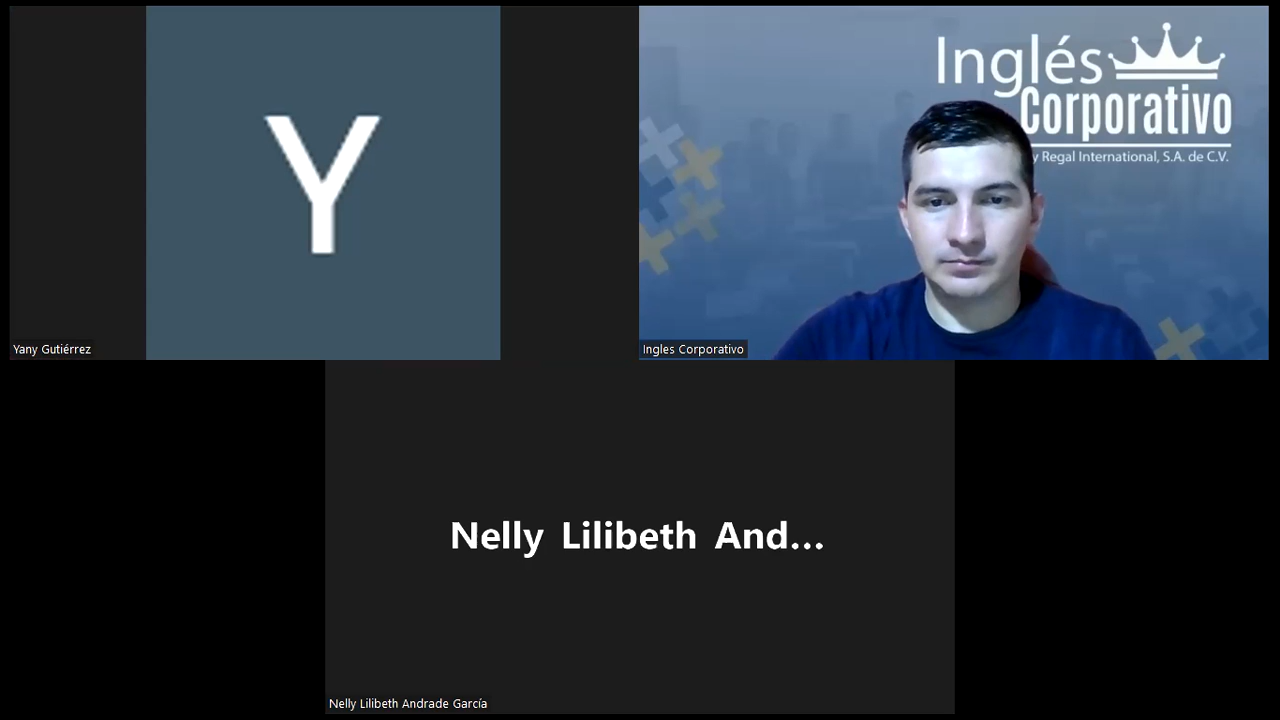 Y
Yany Gutiérrez
Inglés
Corporativo
y Regal International, S.A. de C.V.
Ingles Corporativo
Nelly Lilibeth And...
Nelly Lilibeth Andrade García